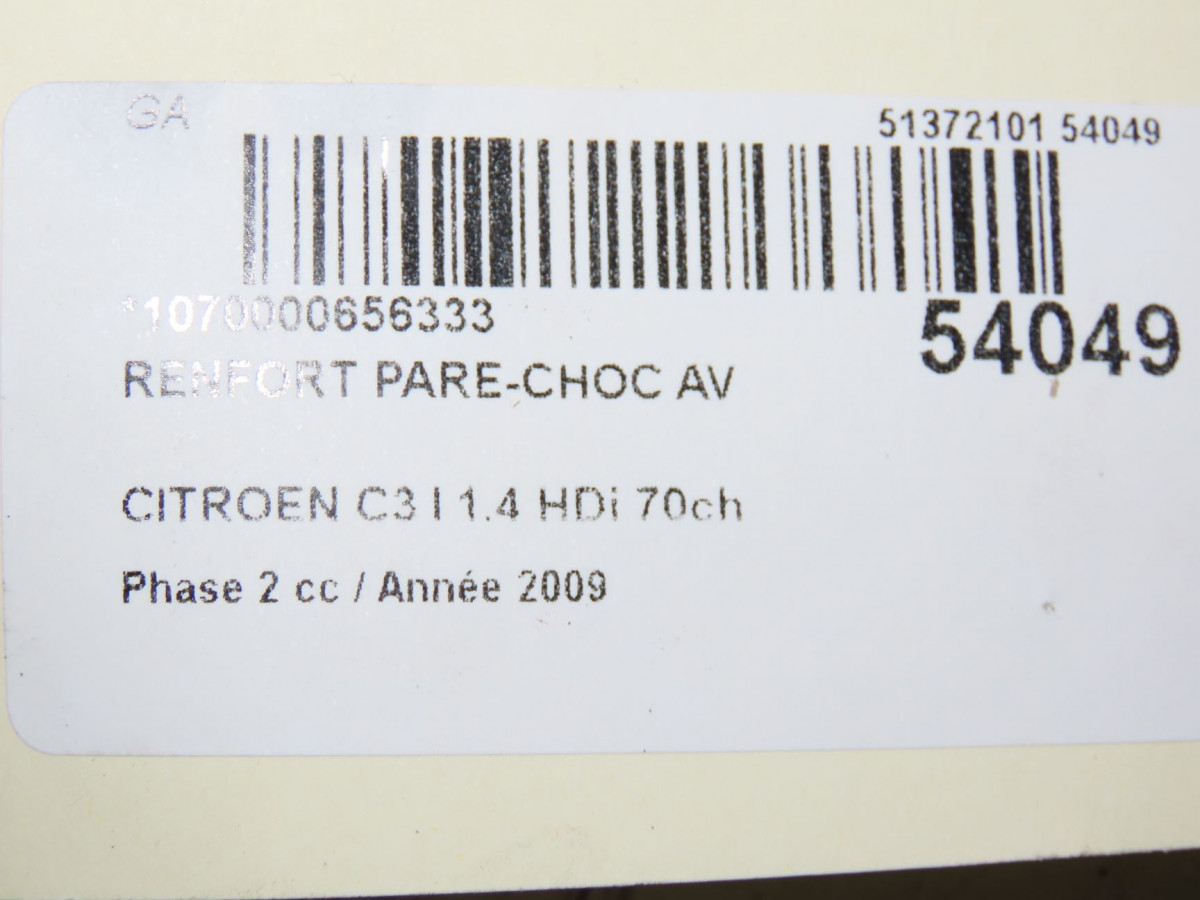 GA
51372101 54049
*1070000656333
54049
RENFORT PARE-CHOC AV
CITROEN C3 I 1.4 HDi 70ch
Phase 2 cc / Année 2009